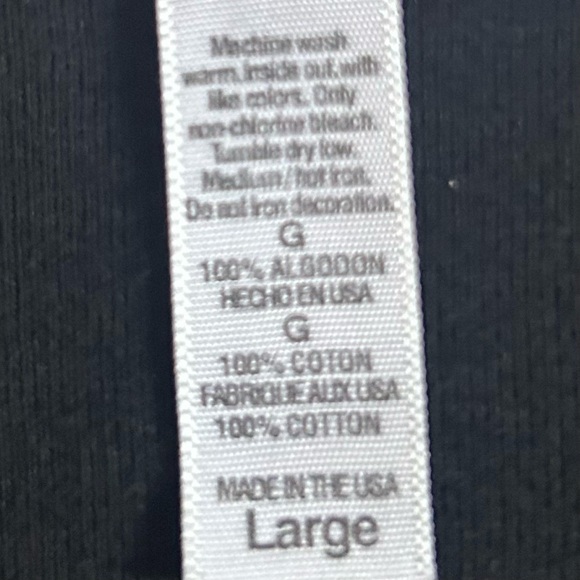 Machine wash
warm, inside out, with
like colors. Only
non-chlorine bleach.
Tumble dry low.
Medium / hot iron.
Do not iron decoration.
G
100% ALGODON
HECHO EN USA
G
100% COTON
FABRIQUE AUX USA
100% COTTON
MADE IN THE USA
Large